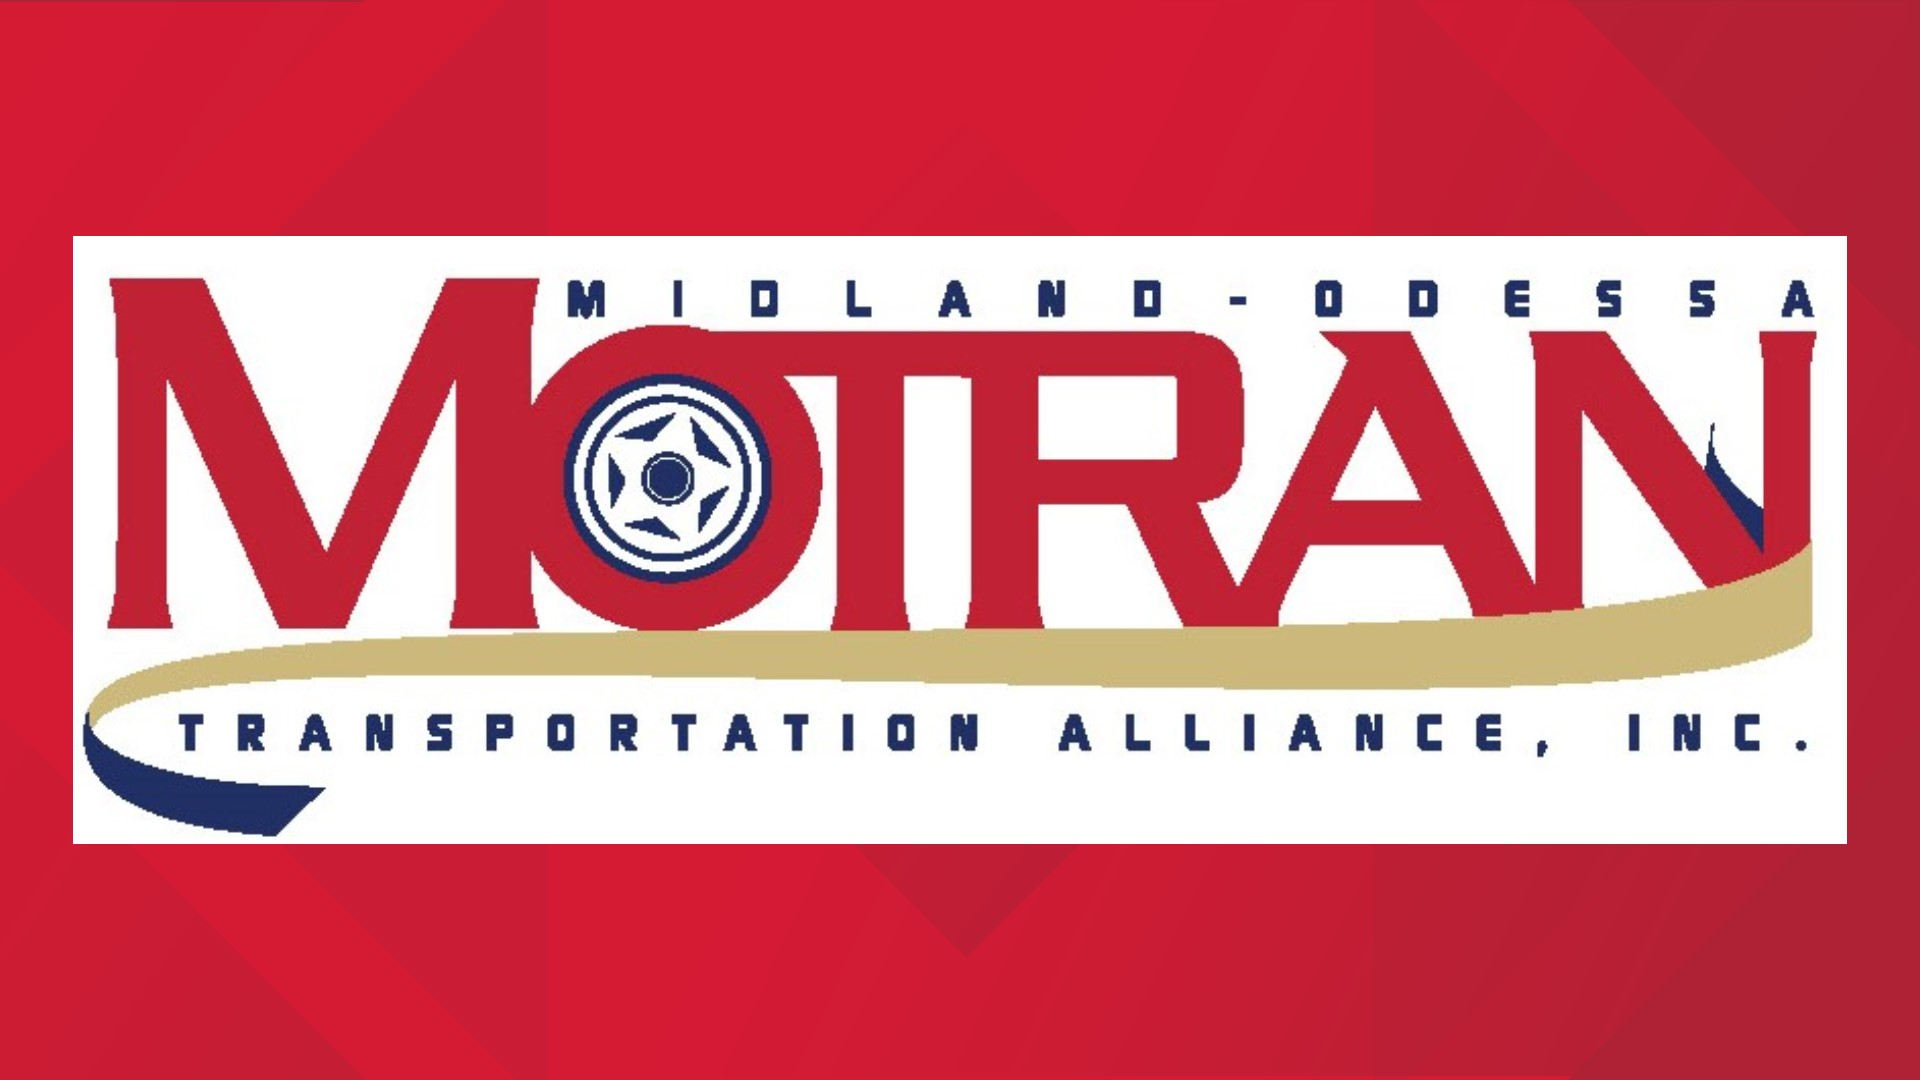 MIDLAND-ODESSA
MOTRAN
TRANSPORTATION ALLIANCE, INC.